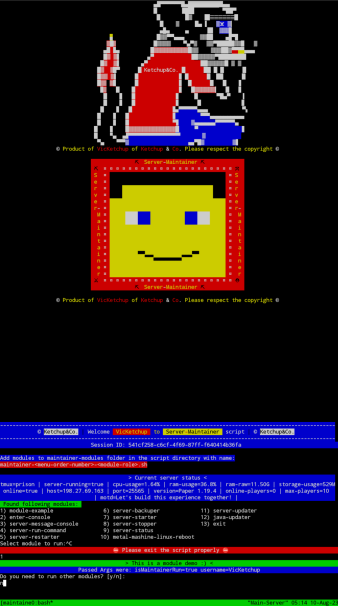 Ketchup&Co.
© Product of VicKetchup of Ketchup & Co. Please respect the copyright ©
Server-Maintainer
Server-Maintainer
Server-Maintainer
Server-Maintainer
© Product of VicKetchup of Ketchup & Co. Please respect the copyright ©
© Ketchup&Co. Welcome VicKetchup to Server-Maintainer script © Ketchup&Co.
Session ID: 541cf258-c6cf-4f69-87ff-f640414b36fa
Add modules to maintainer-modules folder in the script directory with name:
maintainer-<menu-order-number>-<module-role>.sh
> Current server status <
tmux=prison | server-running=true | cpu-usage=1.64% | ram-usage=36.8% | ram-raw=11.50G | storage-usage=
online=true | host=198.27.69.163 | port=25565 | version=Paper 1.19.4 | online-players=0 | max-players=10
| motd=Let's build this experience together! |
Found following modules:
1) module-example 6) server-backuper 11) server-updater
2) enter-console 7) server-starter 12) java-updater
3) server-message-console 8) server-stopper 13) exit
4) server-run-command 9) server-status
5) server-restarter 10) metal-machine-linux-reboot
Select module to run:^C
Please exit the script properly
1
> This is a module demo :) <
Passed Args were: isMaintainerRun=true username=VicKetchup
Do you need to run other modules? [y/n]:
[maintaine0:bash*
"Main-Server" 05:14 16-Aug-2